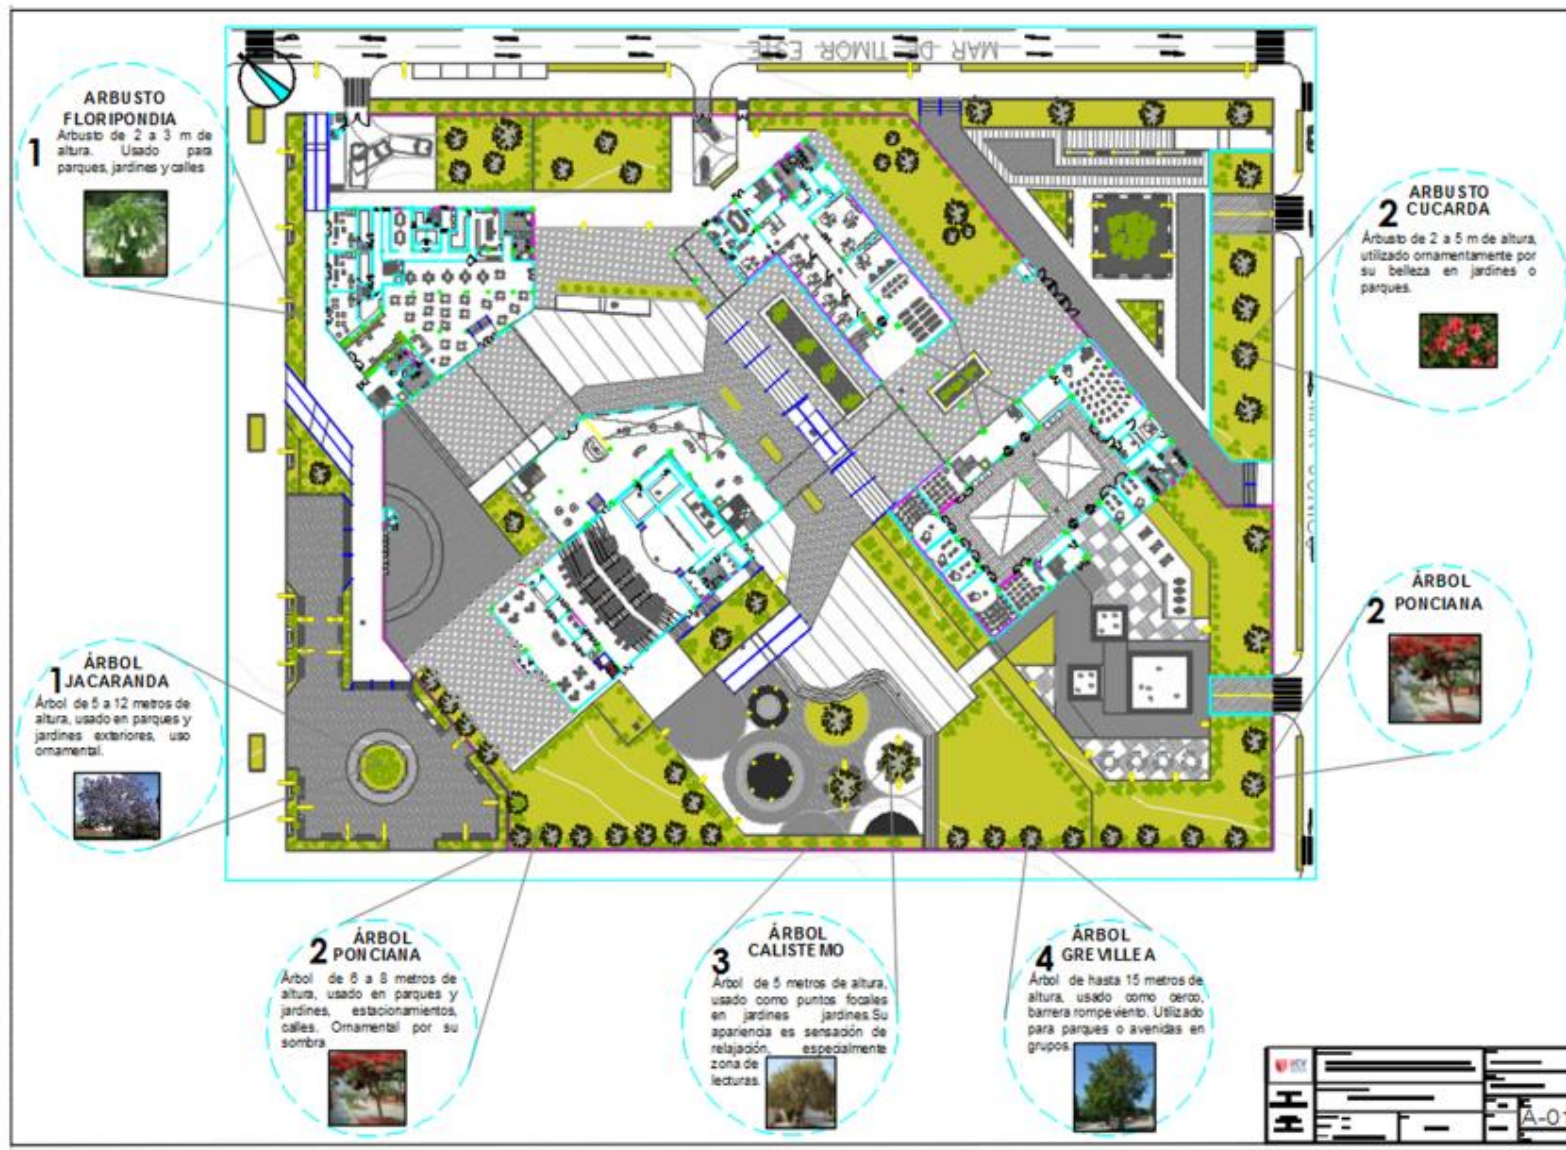 MAR DE TIMOR ESTE
ARBUSTO
FLORIPONDIA
1
Arbusto de 2 a 3 m de
altura. Usado para
parques, jardines y calles
ARBUSTO
2 CUCARDA
Arbusto de 2 a 5 m de altura,
utilizado ornamentamente por
su belleza en jardines o
parques.
ÁRBOL
2 PONCIANA
ÁRBOL
1 JACARANDA
Árbol de 5 a 12 metros de
altura, usado en parques y
jardines exteriores, uso
ornamental.
ÁRBOL
2 PONCIANA
Árbol de 6 a 8 metros de
altura, usado en parques y
jardines, estacionamientos,
calles. Ornamental por su
sombra
ÁRBOL
3 CALISTEMO
Árbol de 5 metros de altura,
usado como puntos focales
en jardines jardines.Su
apariencia es sensación de
relajación, especialmente
zona de
lecturas.
ÁRBOL
4 GREVILLEA
Árbol de hasta 15 metros de
altura, usado como cerco,
barrera rompeviento. Utilizado
para parques o avenidas en
grupos.
UCV